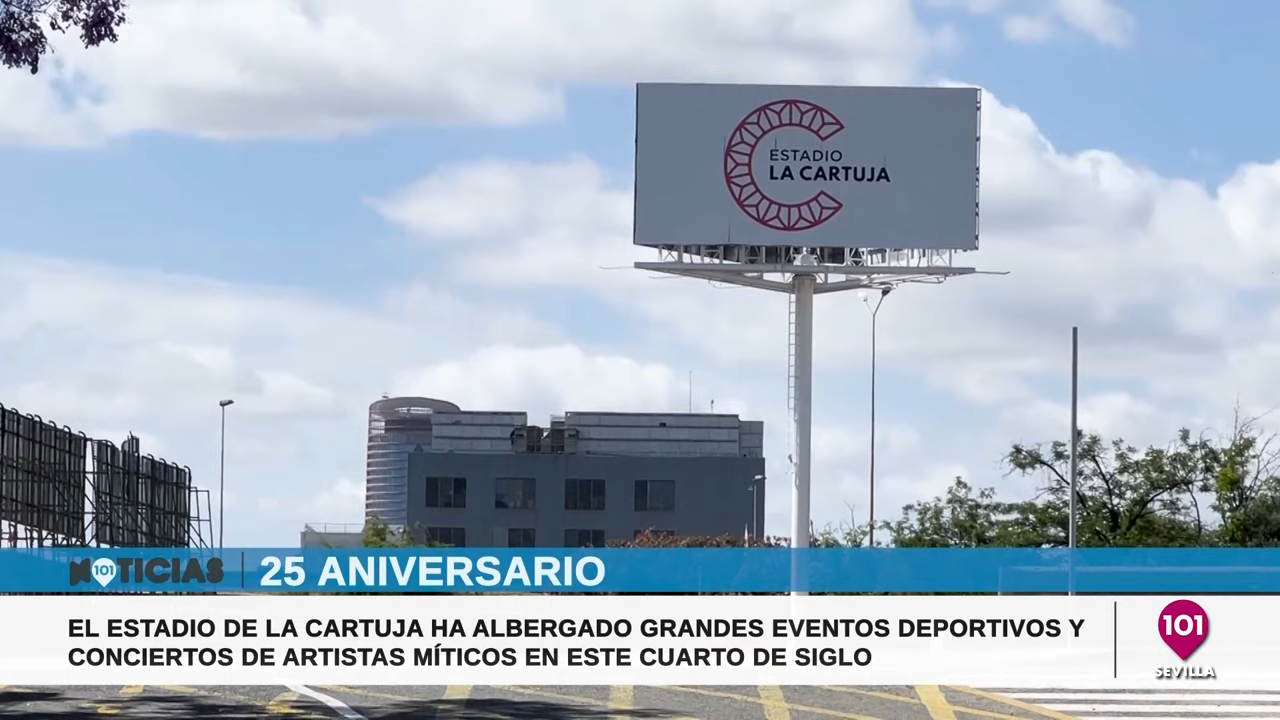 ESTADIO
LA CARTUJA
NOTICIAS
101
25 ANIVERSARIO
EL ESTADIO DE LA CARTUJA HA ALBERGADO GRANDES EVENTOS DEPORTIVOS Y
CONCIERTOS DE ARTISTAS MÍTICOS EN ESTE CUARTO DE SIGLO
101
SEVILLA